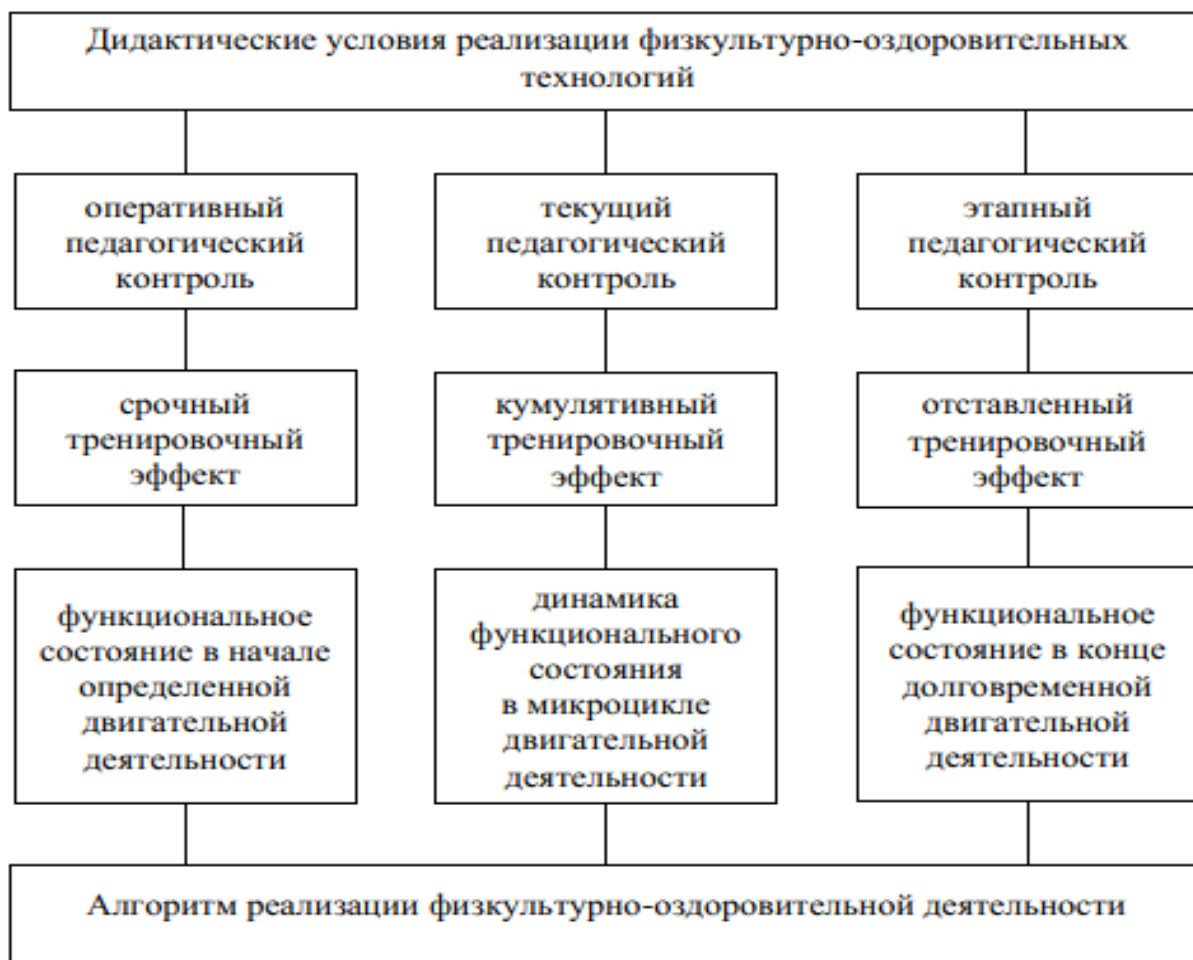 Дидактические условия реализации физкультурно-оздоровительных
технологий
оперативный
педагогический
контроль
текущий
педагогический
контроль
этапный
педагогический
контроль
срочный
тренировочный
эффект
кумулятивный
тренировочный
эффект
отставленный
тренировочный
эффект
функциональное
состояние в начале
определенной
двигательной
деятельности
динамика
функционального
состояния
в микроцикле
двигательной
деятельности
функциональное
состояние в конце
долговременной
двигательной
деятельности
Алгоритм реализации физкультурно-оздоровительной деятельности